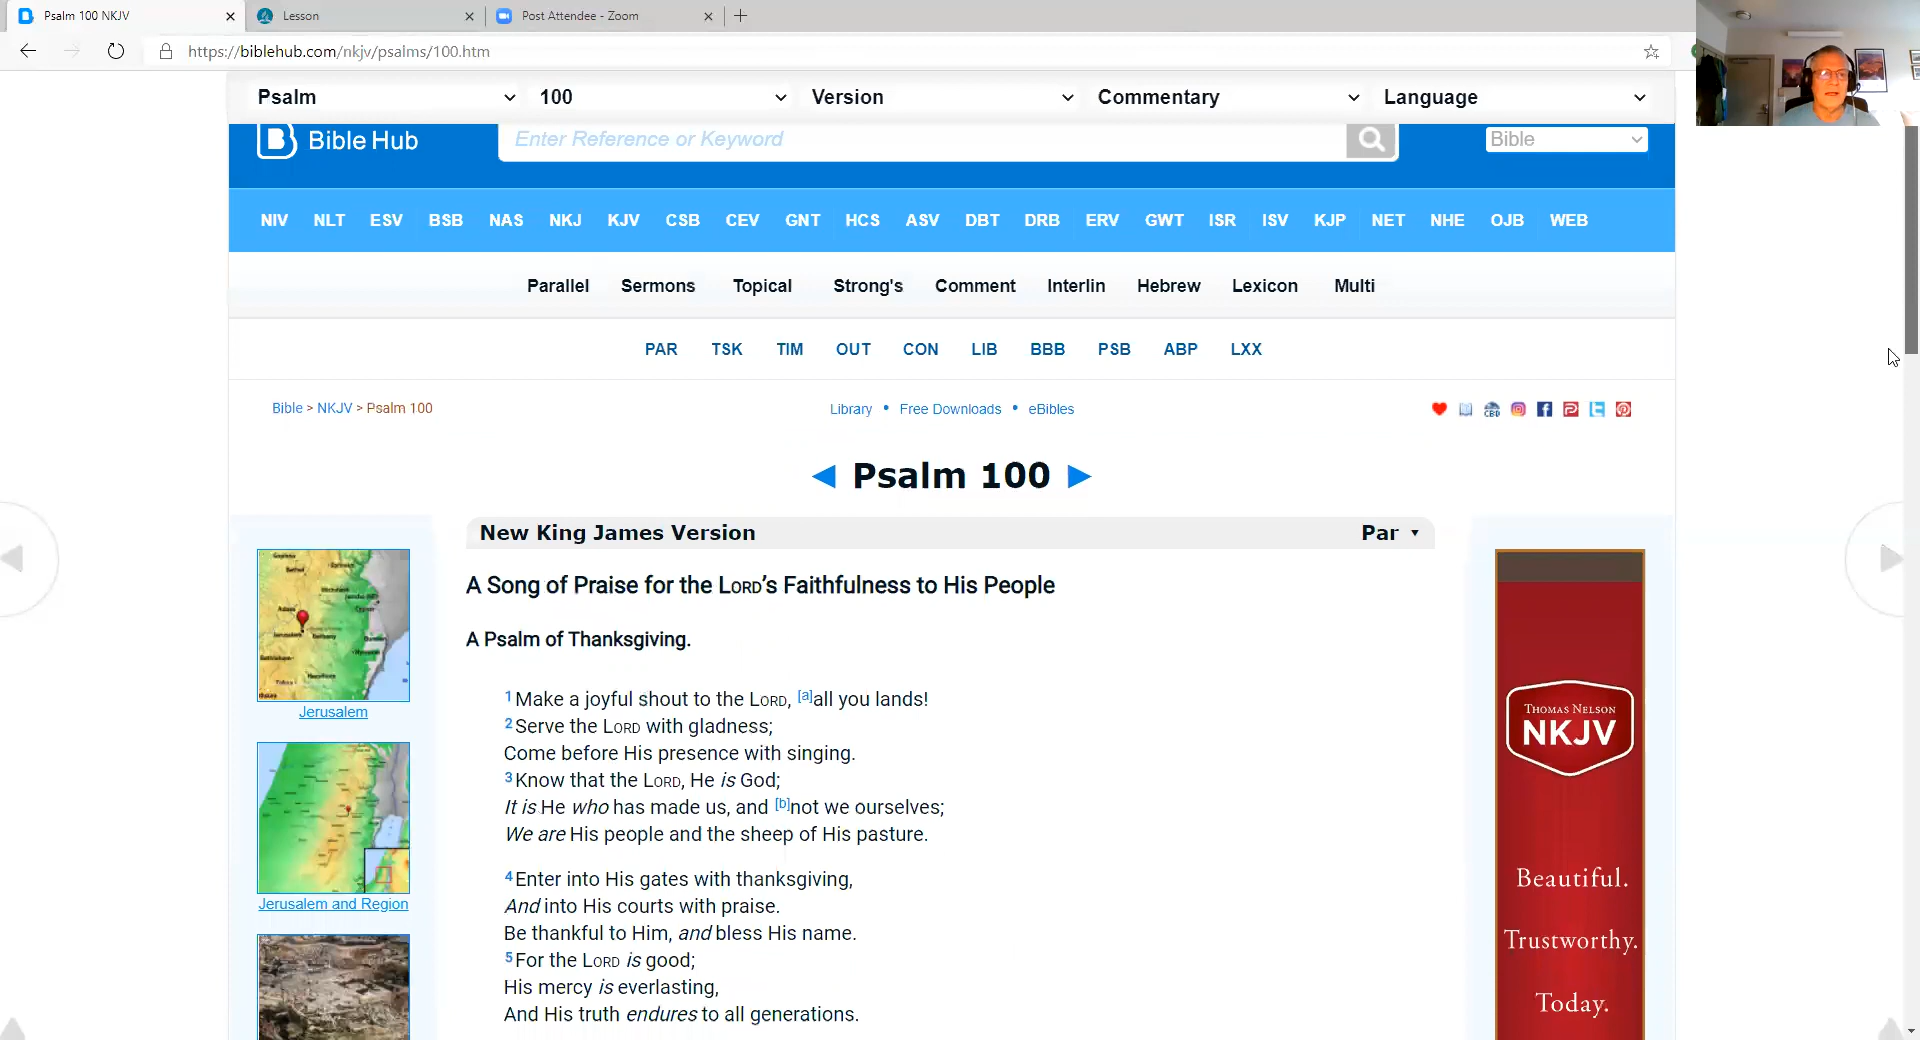 Psalm 100 NKJV
Lesson
Post Attendee - Zoom
https://biblehub.com/nkjv/psalms/100.htm
Psalm 100 Version Commentary Language
Bible Hub Enter Reference or Keyword Bible
NIV NLT ESV BSB NAS NKJ KJV CSB CEV GNT HCS ASV DBT DRB ERV GWT ISR ISV KJP NET NHE OJB WEB
Parallel Sermons Topical Strong's Comment Interlin Hebrew Lexicon Multi
PAR TSK TIM OUT CON LIB BBB PSB ABP LXX
Bible > NKJV > Psalm 100
Library • Free Downloads • eBibles
◄ Psalm 100 ►
New King James Version Par ▾
A Song of Praise for the LORD’s Faithfulness to His People
A Psalm of Thanksgiving.
1 Make a joyful shout to the LORD, [a]all you lands!
2 Serve the LORD with gladness;
Come before His presence with singing.
3 Know that the LORD, He is God;
It is He who has made us, and [b]not we ourselves;
We are His people and the sheep of His pasture.
4 Enter into His gates with thanksgiving,
And into His courts with praise.
Be thankful to Him, and bless His name.
5 For the LORD is good;
His mercy is everlasting,
And His truth endures to all generations.
Jerusalem
Jerusalem and Region
THOMAS NELSON
NKJV
Beautiful.
Trustworthy.
Today.